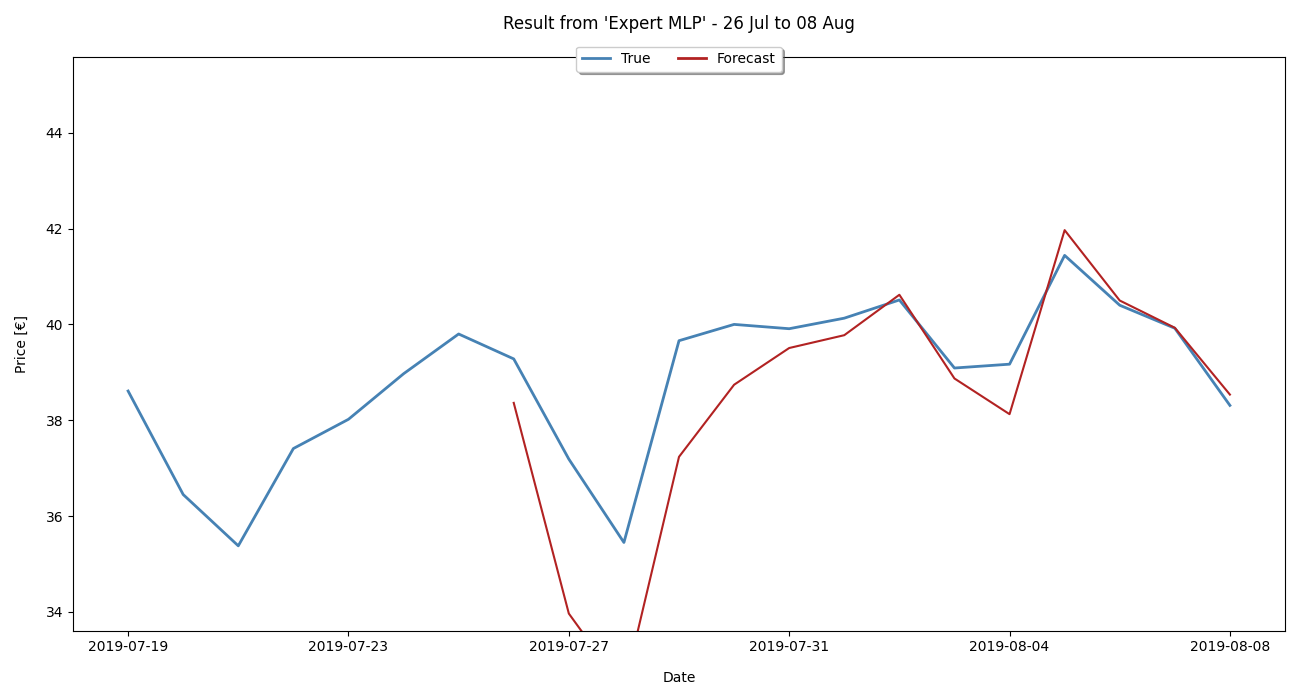 Result from 'Expert MLP' - 26 Jul to 08 Aug
True Forecast
44
42
40
38
36
34
Price [€]
2019-07-19 2019-07-23 2019-07-27 2019-07-31 2019-08-04 2019-08-08
Date